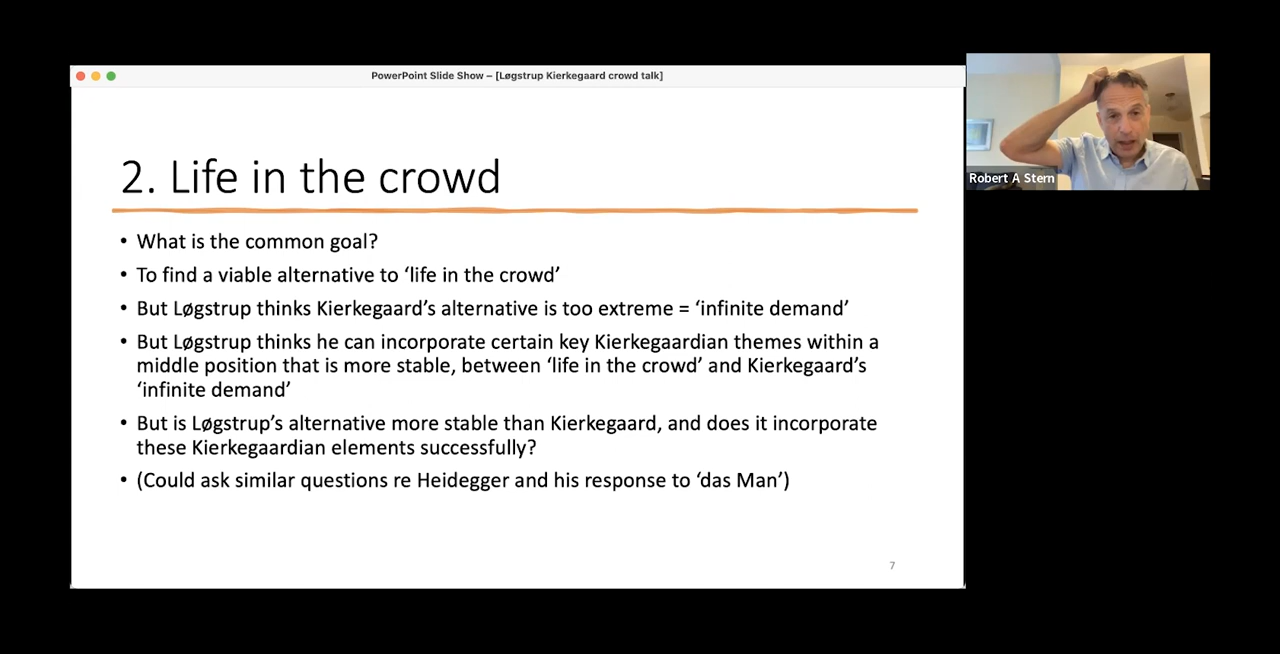 PowerPoint Slide Show – [Løgstrup Kierkegaard crowd talk]
2. Life in the crowd
• What is the common goal?
• To find a viable alternative to ‘life in the crowd’
• But Løgstrup thinks Kierkegaard’s alternative is too extreme = ‘infinite demand’
• But Løgstrup thinks he can incorporate certain key Kierkegaardian themes within a
middle position that is more stable, between ‘life in the crowd’ and Kierkegaard’s
‘infinite demand’
• But is Løgstrup’s alternative more stable than Kierkegaard, and does it incorporate
these Kierkegaardian elements successfully?
• (Could ask similar questions re Heidegger and his response to ‘das Man’)
7
Robert A Stern